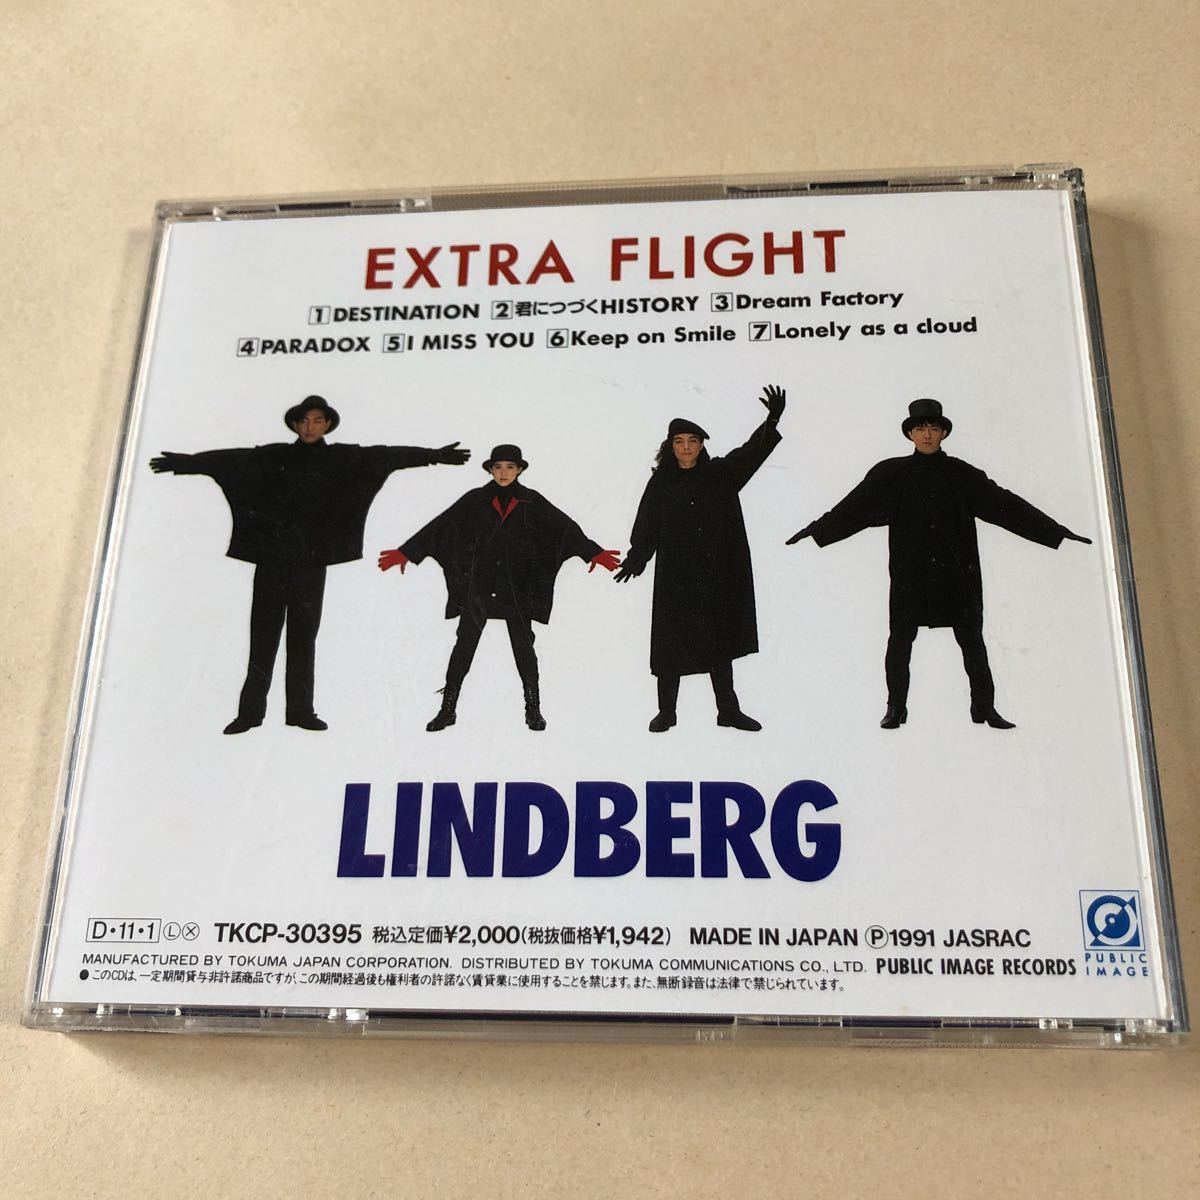 EXTRA FLIGHT
1 DESTINATION 2 君につづくHISTORY 3 Dream Factory
4 PARADOX 5 I MISS YOU 6 Keep on Smile 7 Lonely as a cloud
LINDBERG
D・11・1 Ⓛ Ⓧ TKCP-30395 税込定価¥2,000(税抜価格¥1,942) MADE IN JAPAN Ⓟ1991 JASRAC
MANUFACTURED BY TOKUMA JAPAN CORPORATION. DISTRIBUTED BY TOKUMA COMMUNICATIONS CO., LTD. PUBLIC IMAGE RECORDS
●このCDは、一定期間貸与非許諾商品ですが、この期間経過後も権利者の許諾なく賃貸業に使用することを禁じます。また、無断録音は法律で禁じられています。
PUBLIC
IMAGE